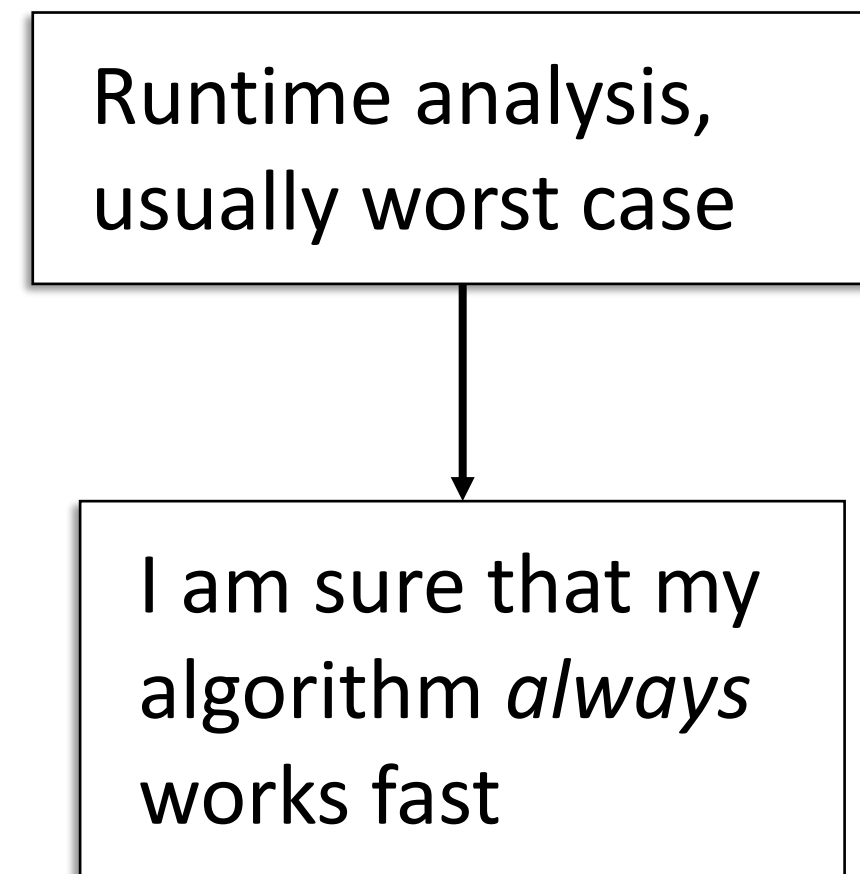 Runtime analysis,
usually worst case
I am sure that my
algorithm always
works fast